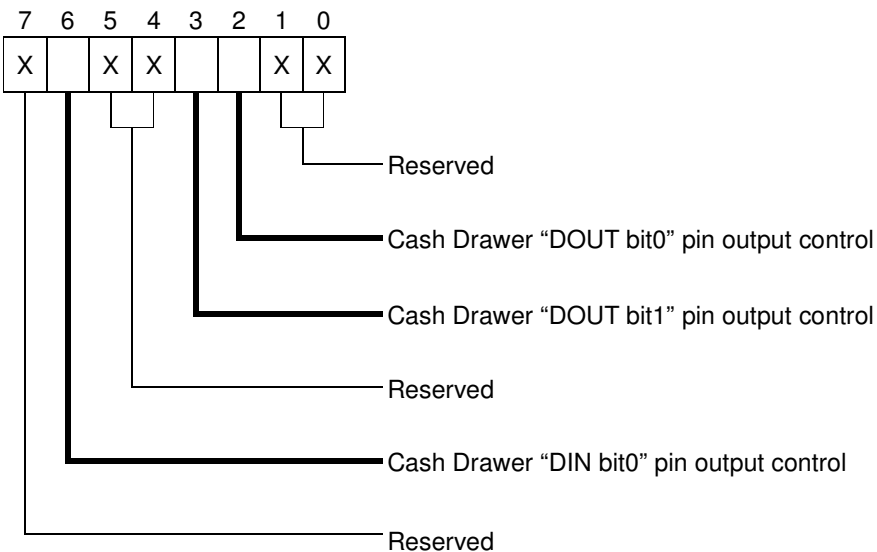 7 6 5 4 3 2 1 0
X X X X X
Reserved
Cash Drawer “DOUT bit0” pin output control
Cash Drawer “DOUT bit1” pin output control
Reserved
Cash Drawer “DIN bit0” pin output control
Reserved